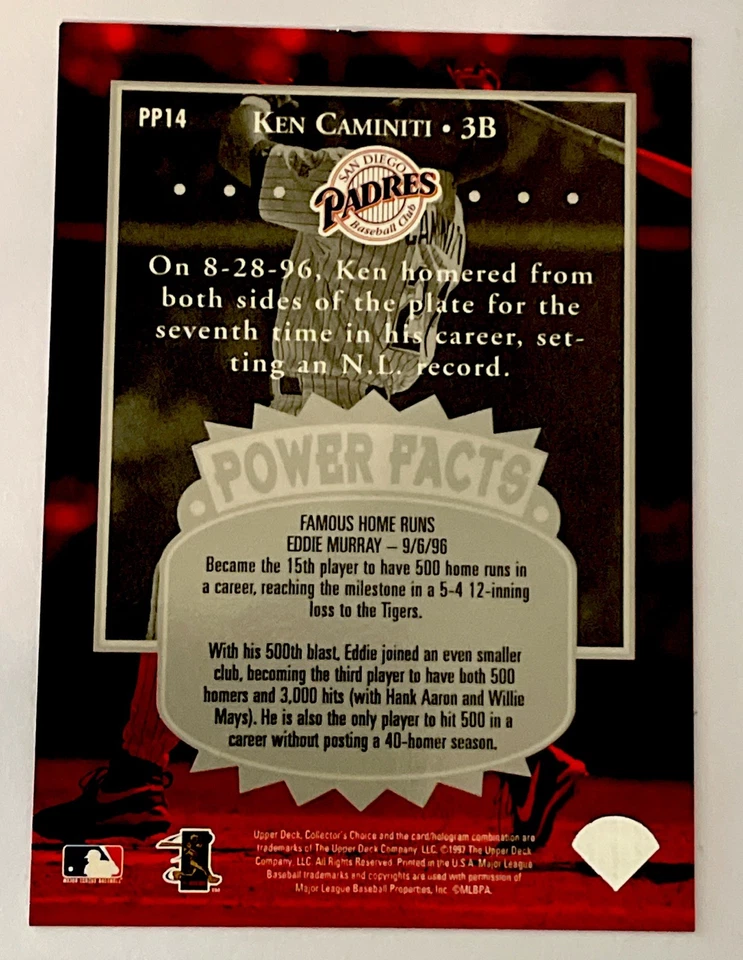 PP14
KEN CAMINITI • 3B
SAN DIEGO
PADRES
Baseball Club
CAMINITI
On 8-28-96, Ken homered from
both sides of the plate for the
seventh time in his career, set-
ting an N.L. record.
POWER FACTS
FAMOUS HOME RUNS
EDDIE MURRAY – 9/6/96
Became the 15th player to have 500 home runs in
a career, reaching the milestone in a 5-4 12-inning
loss to the Tigers.
With his 500th blast, Eddie joined an even smaller
club, becoming the third player to have both 500
homers and 3,000 hits (with Hank Aaron and Willie
Mays). He is also the only player to hit 500 in a
career without posting a 40-homer season.
Upper Deck, Collector's Choice and the card/hologram combination are
trademarks of The Upper Deck Company, LLC. ©1997 The Upper Deck
Company, LLC. All Rights Reserved. Printed in the U.S.A. Major League
Baseball trademarks and copyrights are used with permission of
Major League Baseball Properties, Inc. ©MLBPA.
MAJOR LEAGUE BASEBALL